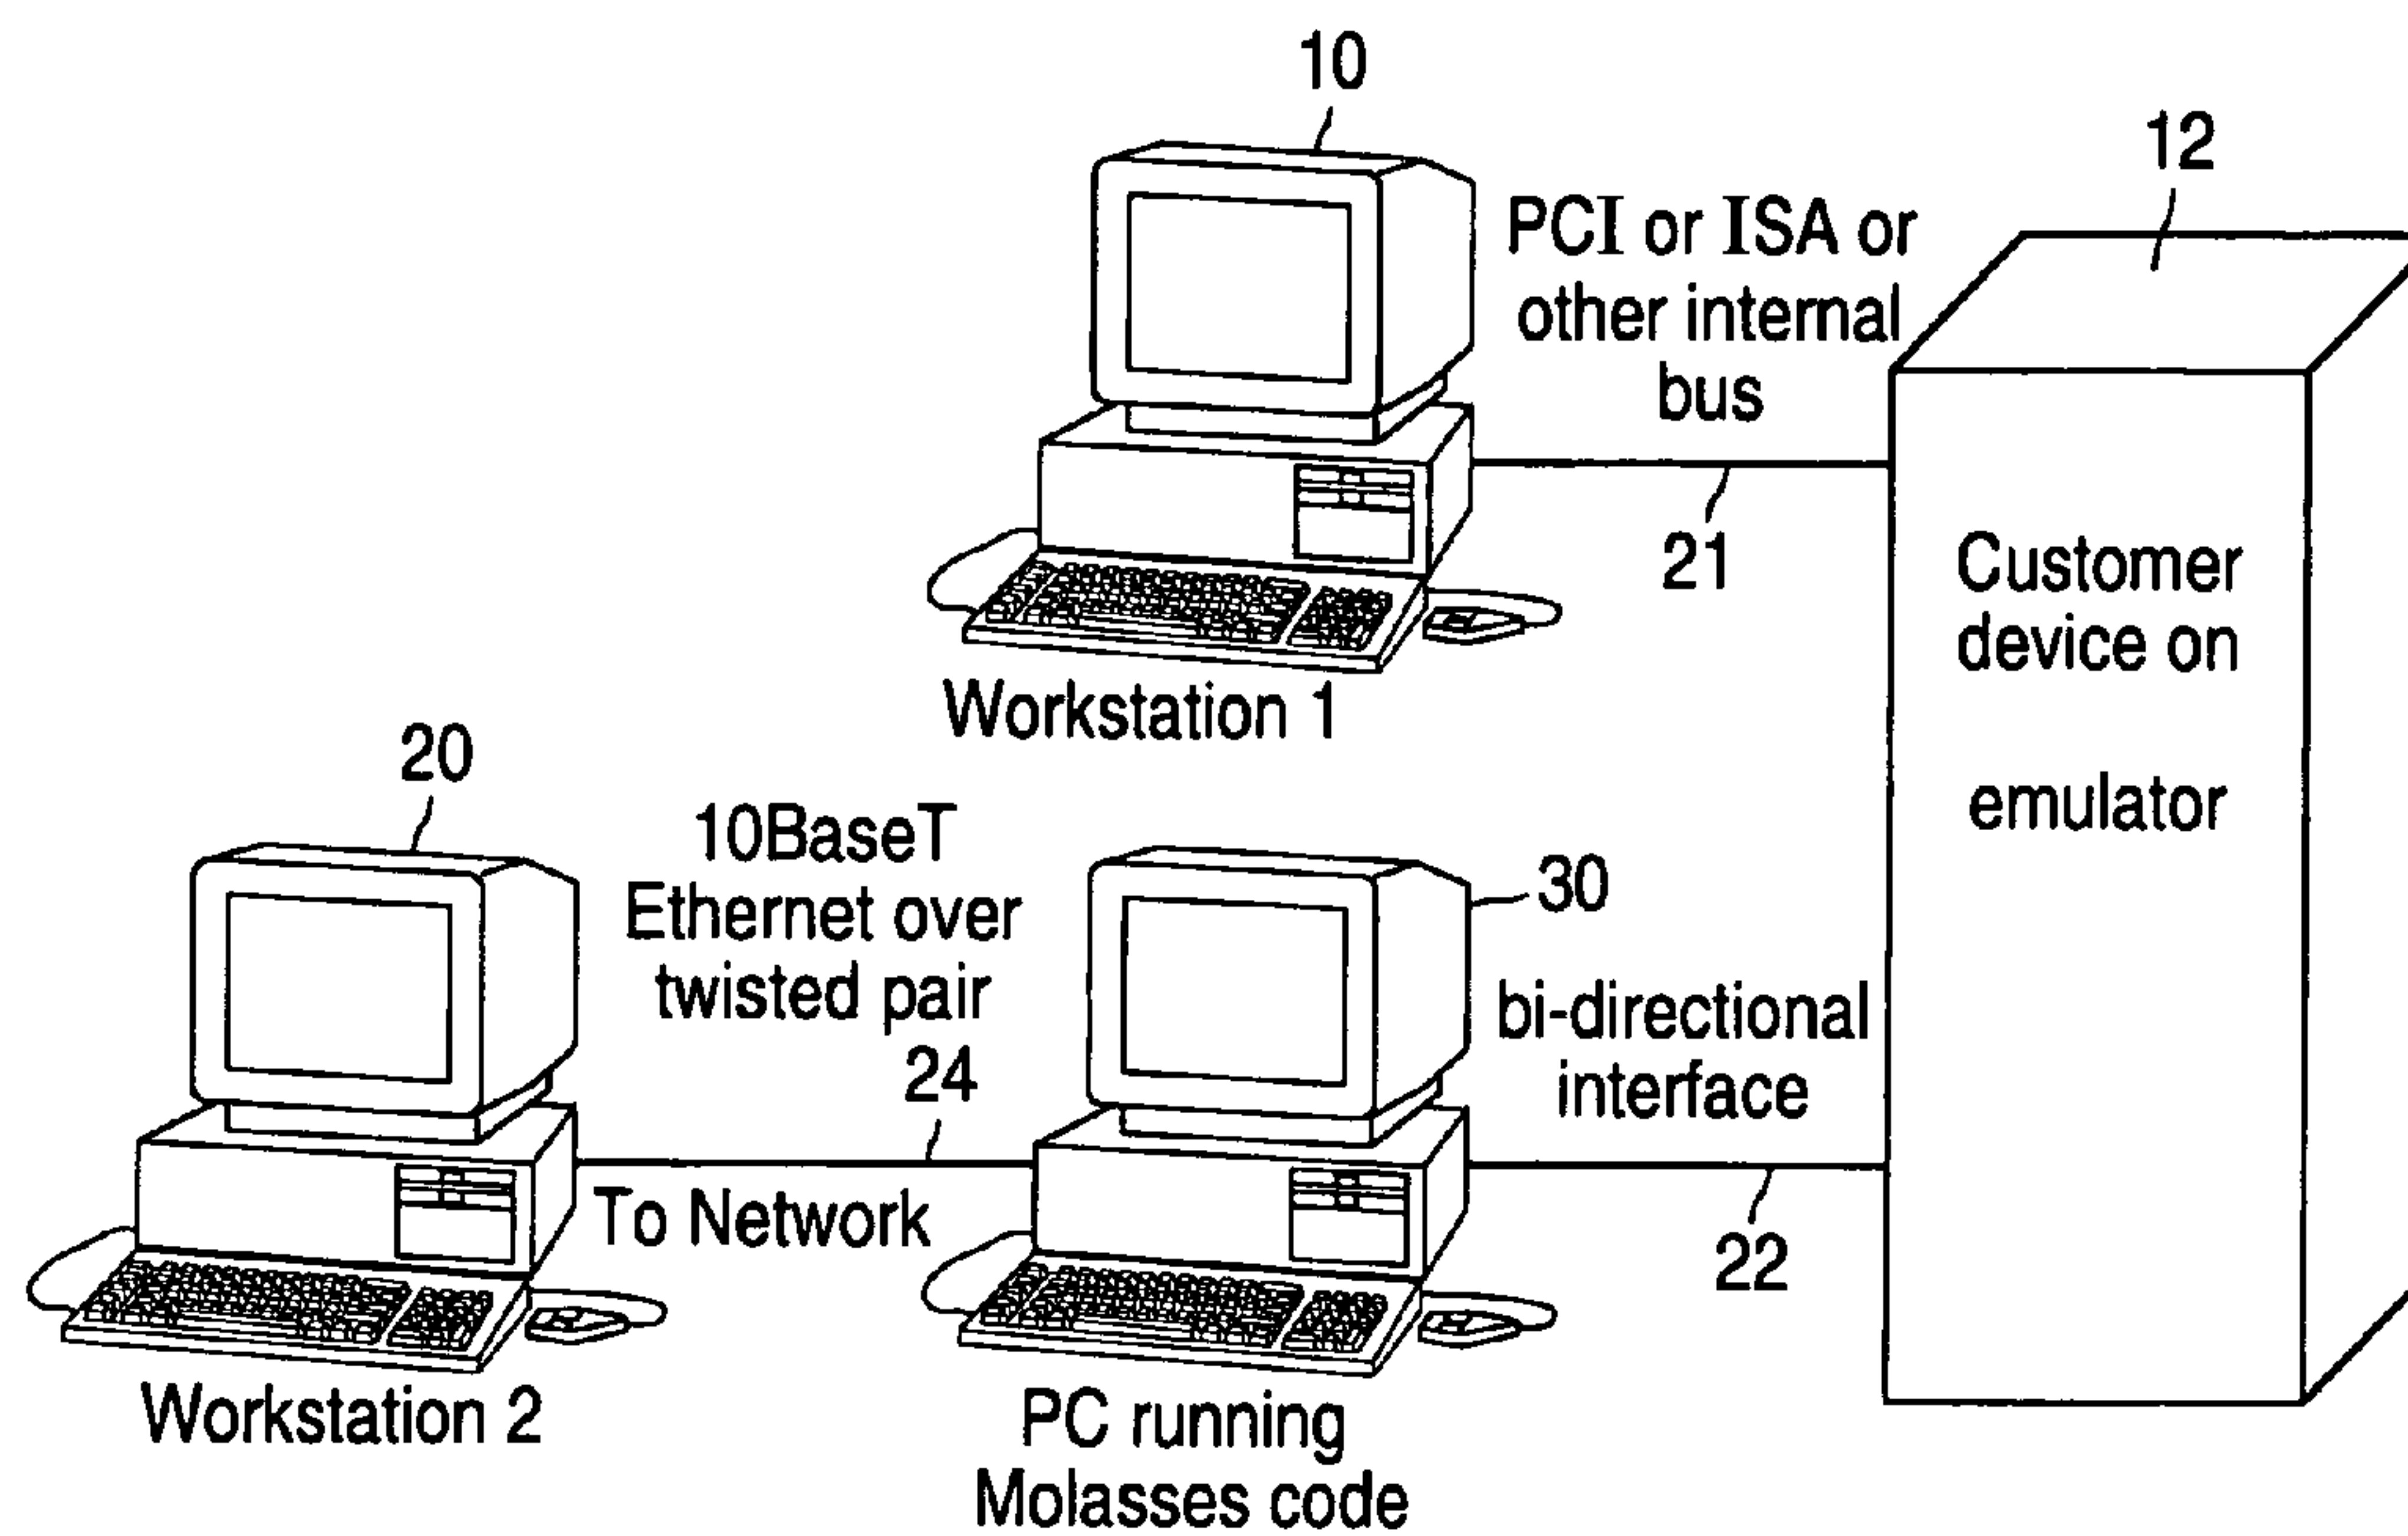 10
12
PCI or ISA or
other internal
bus
21
Customer
device on
emulator
Workstation 1
20
10BaseT
Ethernet over
twisted pair
24
30
bi-directional
interface
To Network
22
Workstation 2
PC running
Molasses code